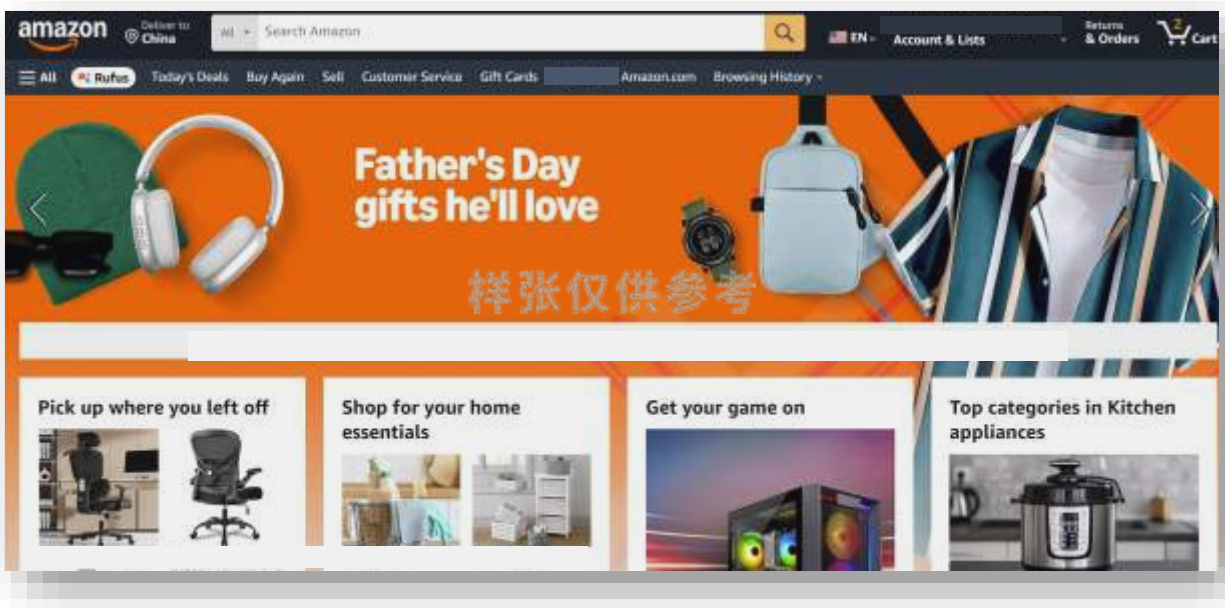 amazon
Deliver to
China
All
Search Amazon
EN
Account & Lists
Returns
& Orders
2
Cart
All
Rufus
Today's Deals
Buy Again
Sell
Customer Service
Gift Cards
Amazon.com
Browsing History
Father's Day
gifts he'll love
样张仅供参考
Pick up where you left off
Shop for your home
essentials
Get your game on
Top categories in Kitchen
appliances